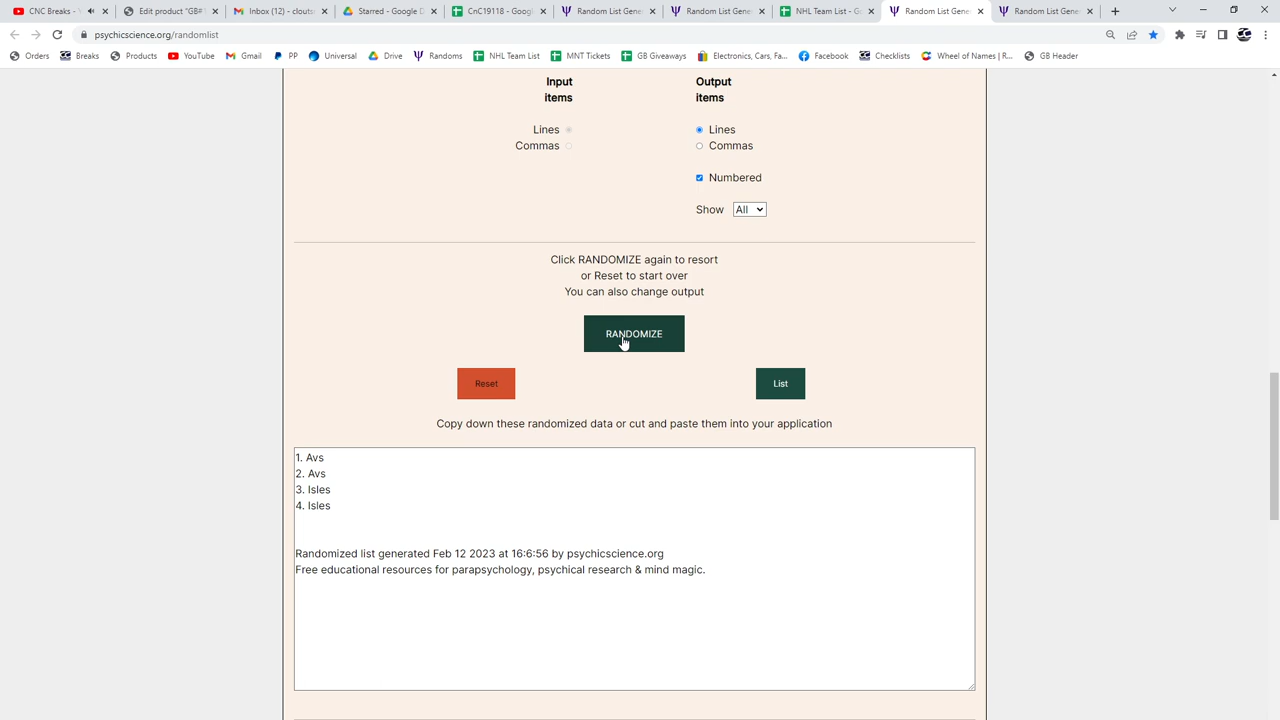 CNC Breaks -
Edit product "GB#
Inbox (12) - clouts
Starred - Google D
CnC19118 - Goog
Random List Gene
Random List Gene
NHL Team List - G
Random List Gene
Random List Gene
psychicscience.org/randomlist
Orders
Breaks
Products
YouTube
Gmail
PP
Universal
Drive
Randoms
NHL Team List
MNT Tickets
GB Giveaways
Electronics, Cars, Fa...
Facebook
Checklists
Wheel of Names | R...
GB Header
Input
items
Output
items
Lines
Lines
Commas
Commas
Numbered
Show All
Click RANDOMIZE again to resort
or Reset to start over
You can also change output
RANDOMIZE
Reset
List
Copy down these randomized data or cut and paste them into your application
1. Avs
2. Avs
3. Isles
4. Isles
Randomized list generated Feb 12 2023 at 16:6:56 by psychicscience.org
Free educational resources for parapsychology, psychical research & mind magic.